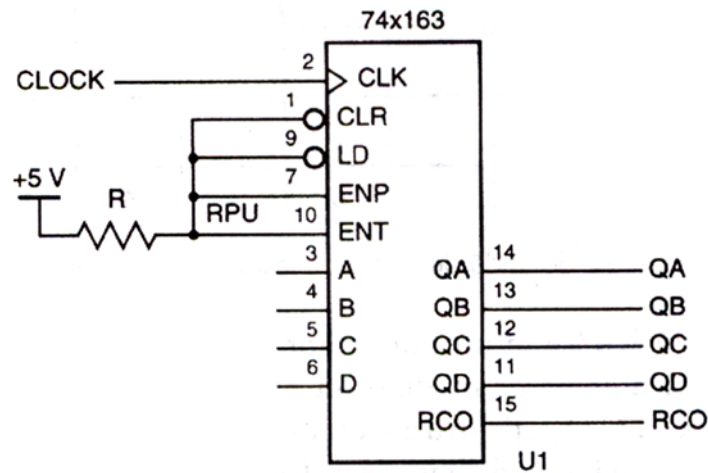 74x163
CLOCK 2 CLK
1 CLR
9 LD
+5 V R 7 ENP
RPU 10 ENT
3 A QA 14 QA
4 B QB 13 QB
5 C QC 12 QC
6 D QD 11 QD
RCO 15 RCO
U1